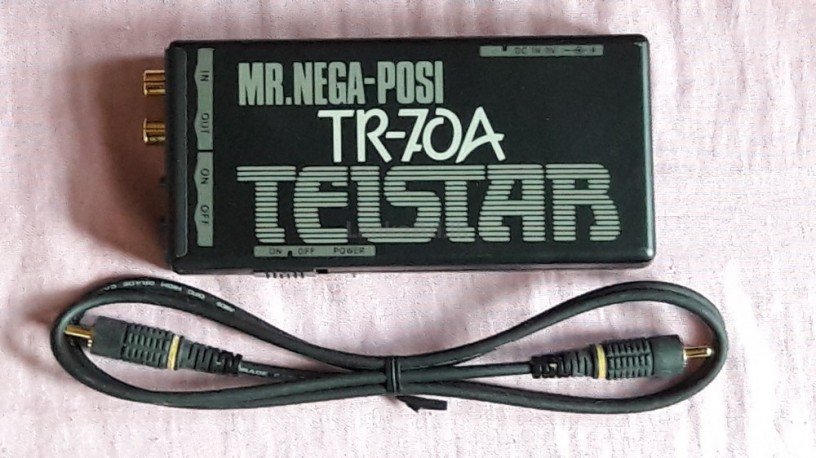 DC IN 9V
IN
OUT
ON
OFF
MR.NEGA-POSI
TR-70A
TELSTAR
ON OFF POWER